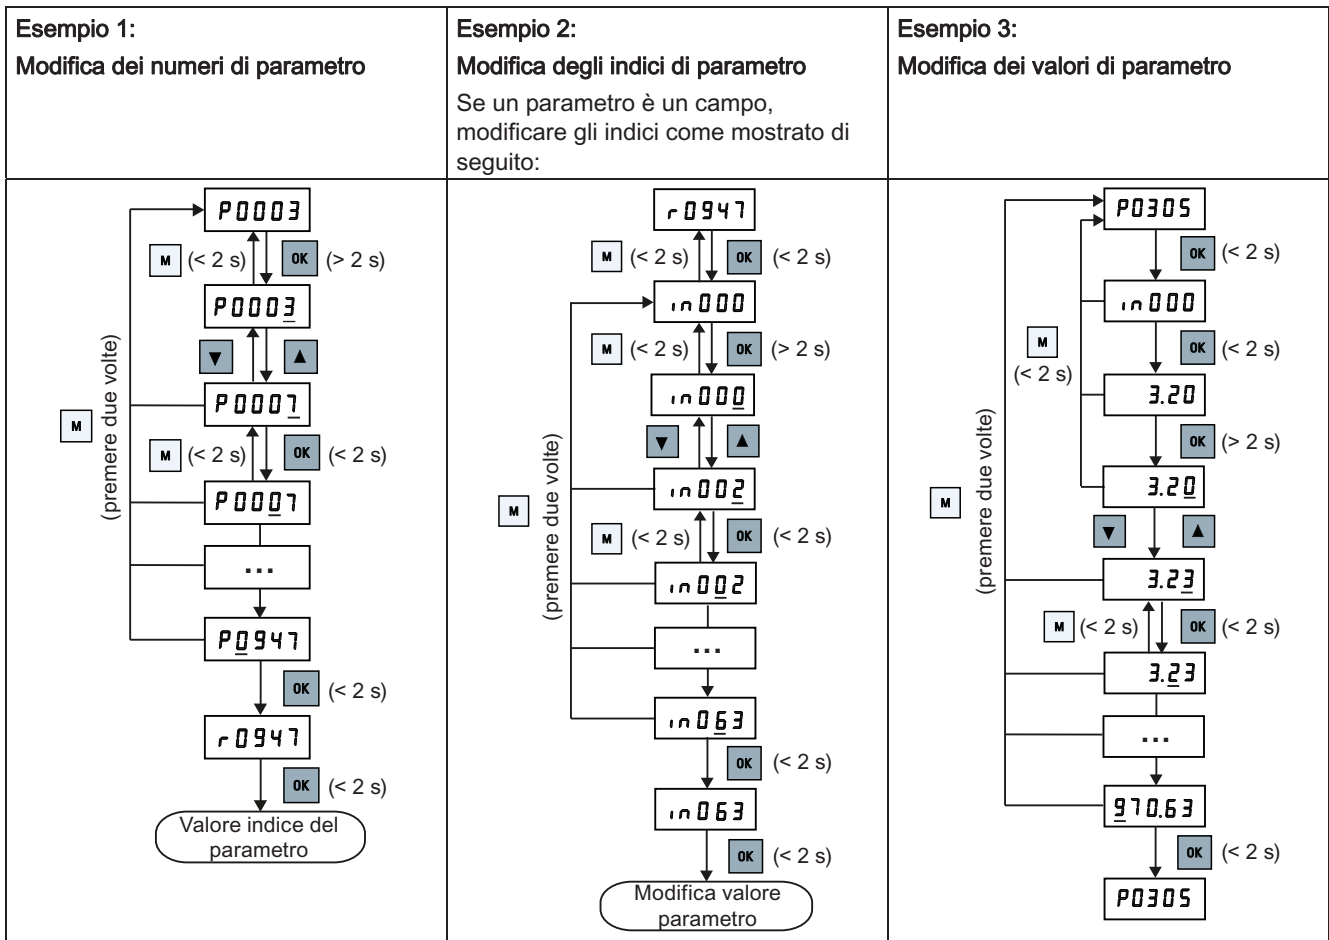 Esempio 1:
Modifica dei numeri di parametro
Esempio 2:
Modifica degli indici di parametro
Se un parametro è un campo,
modificare gli indici come mostrato di
seguito:
Esempio 3:
Modifica dei valori di parametro
P0003
M (< 2 s) OK (> 2 s)
P0003
▼ ▲
P0007
M (premere due volte)
M (< 2 s) OK (< 2 s)
P0007
...
P0947
OK (< 2 s)
r0947
OK (< 2 s)
Valore indice del
parametro
r0947
M (< 2 s) OK (< 2 s)
in000
M (< 2 s) OK (> 2 s)
in000
▼ ▲
in002
M (premere due volte)
M (< 2 s) OK (< 2 s)
in002
...
in063
OK (< 2 s)
in063
OK (< 2 s)
Modifica valore
parametro
P0305
OK (< 2 s)
in000
M (< 2 s)
OK (< 2 s)
3.20
OK (> 2 s)
3.20
M (premere due volte)
▼ ▲
3.23
M (< 2 s) OK (< 2 s)
3.23
...
970.63
OK (< 2 s)
P0305